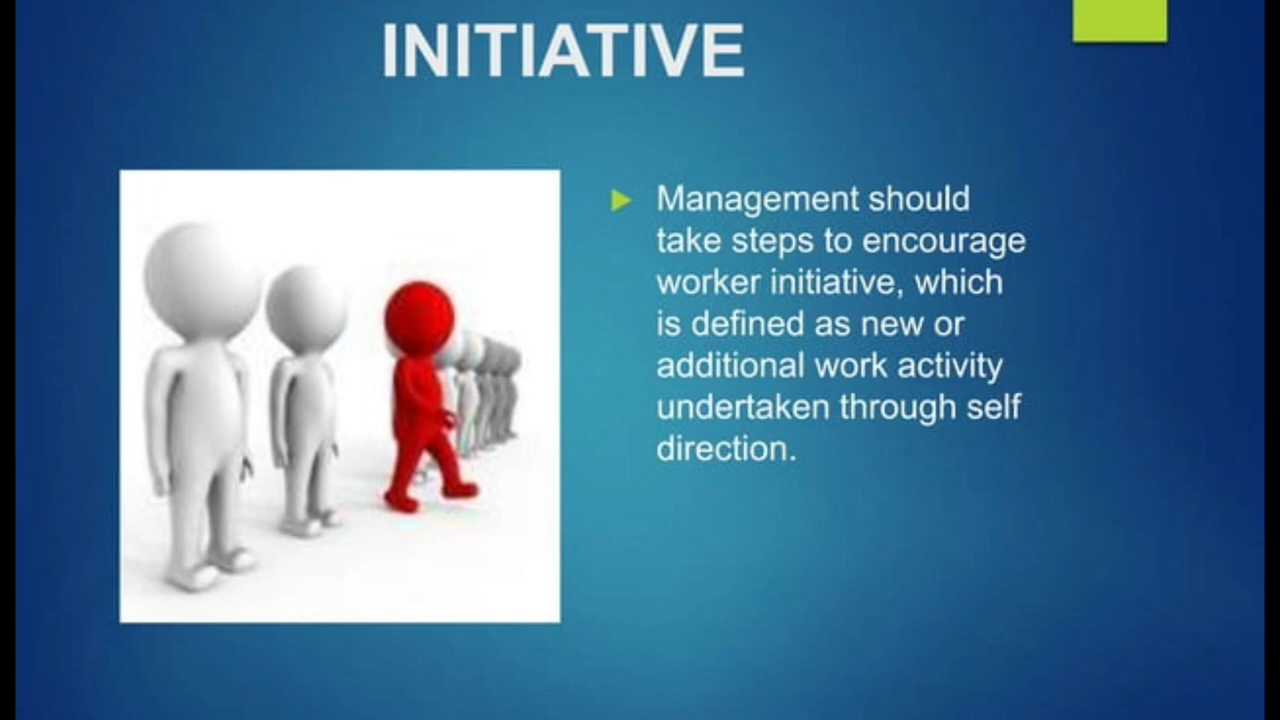 INITIATIVE
Management should
take steps to encourage
worker initiative, which
is defined as new or
additional work activity
undertaken through self
direction.